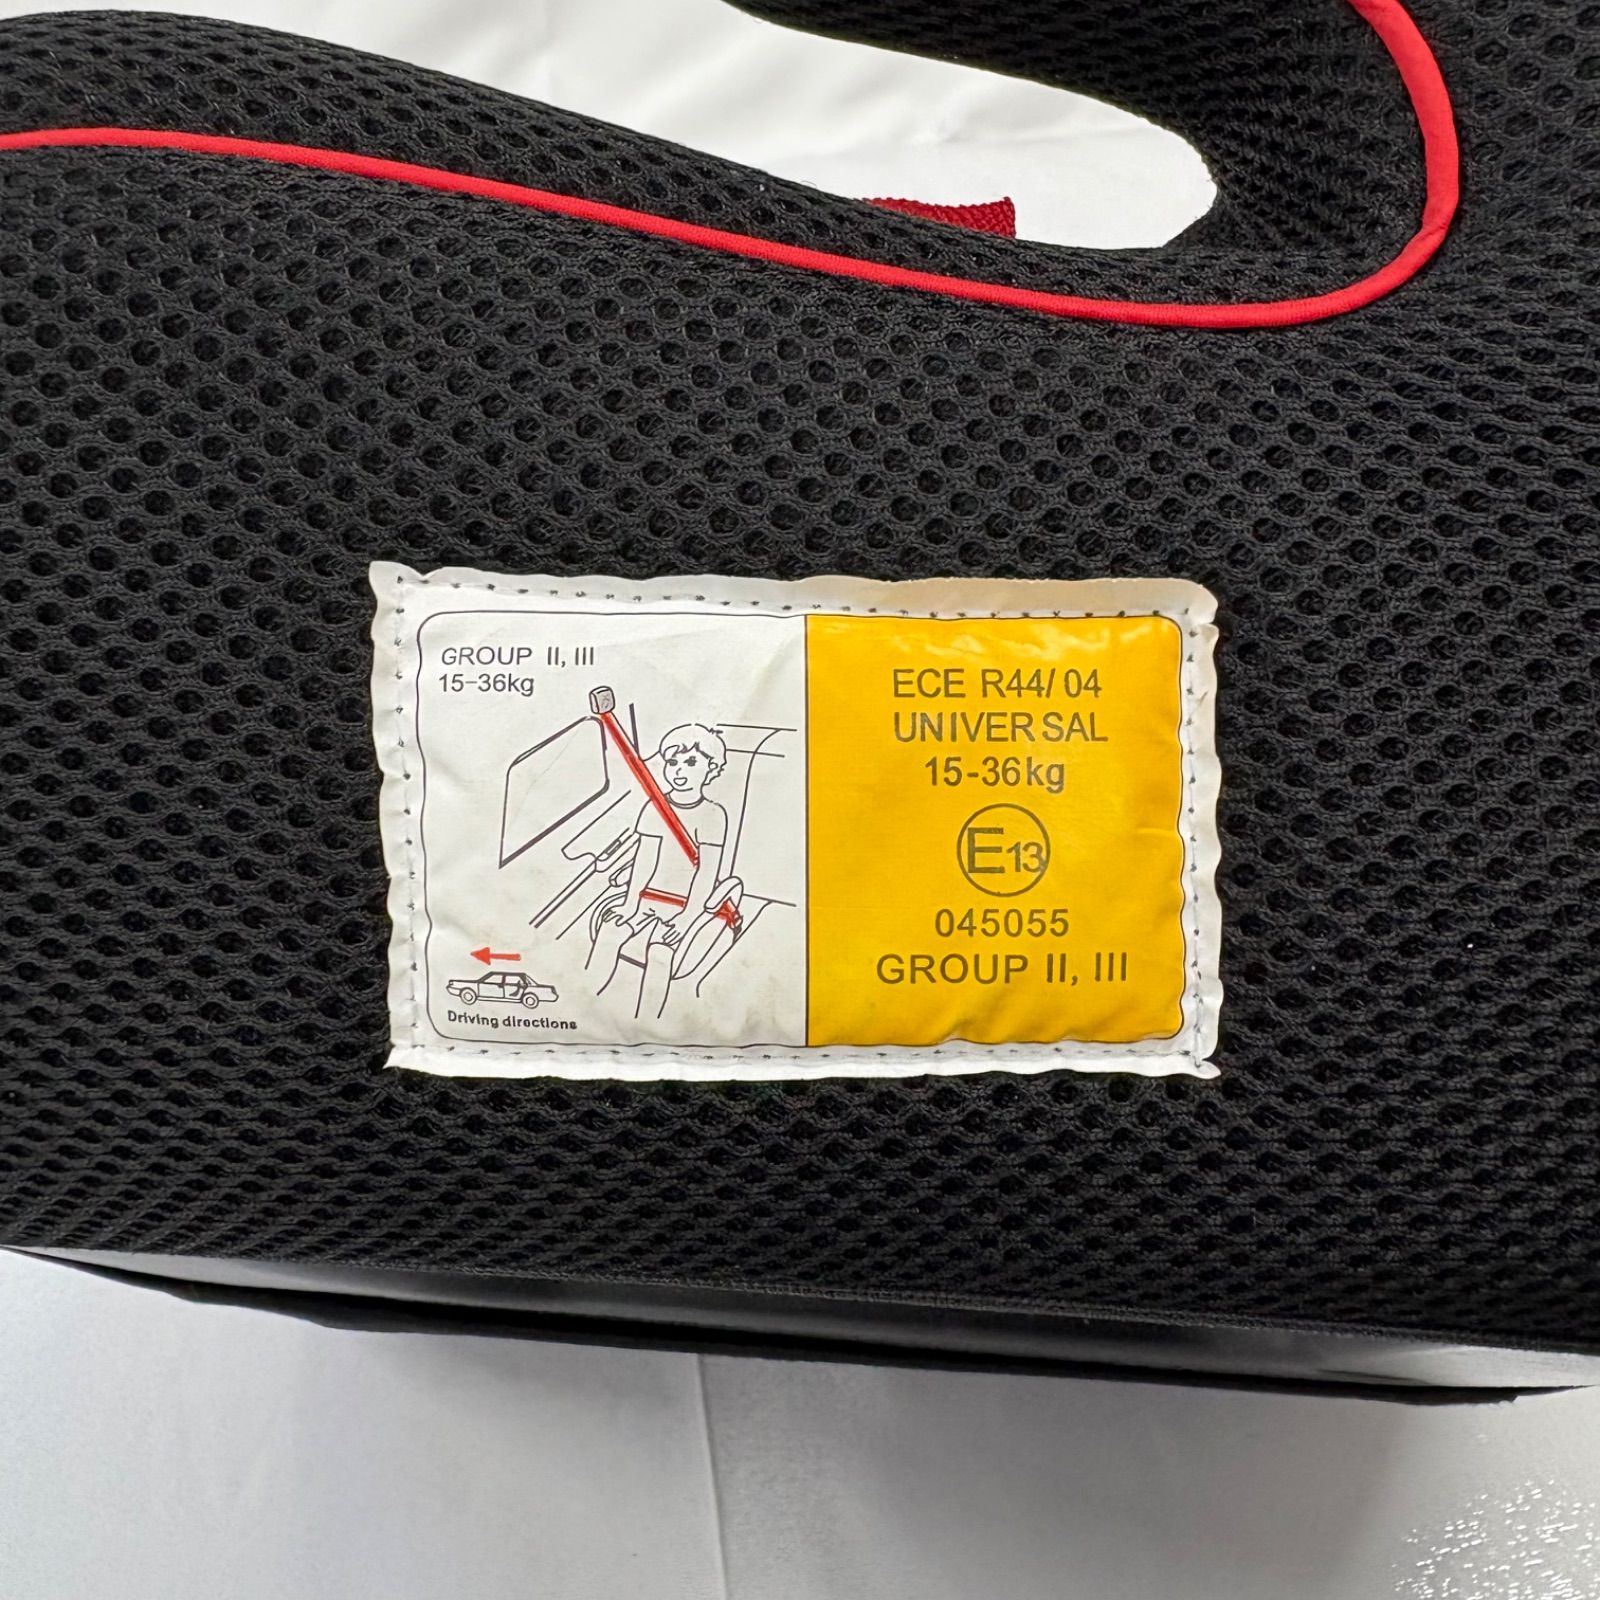 GROUP II, III
15-36kg
Driving directions
ECE R44/04
UNIVERSAL
15-36kg
E13
045055
GROUP II, III